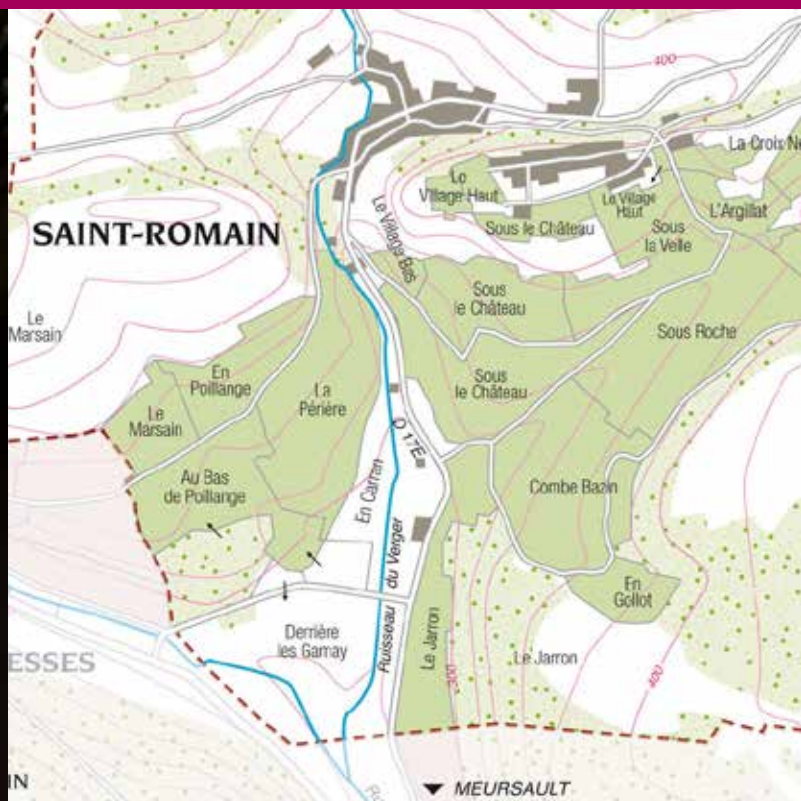 400
La Croix Ne
Le
Village Haut
Le Village
Haut
L'Argillat
Sous le Château
Sous
la Velle
SAINT-ROMAIN
Le Village Bas
Sous
le Château
Sous Roche
Le
Marsain
En
Poillange
La
Périère
Sous
le Château
Le
Marsain
D 17E
Au Bas
de Poillange
En Carran
Combe Bazin
Ruisseau du Verger
En
Gollot
Derrière
les Gamay
Le Jarron
Le Jarron
300
400
ESSES
IN
MEURSAULT